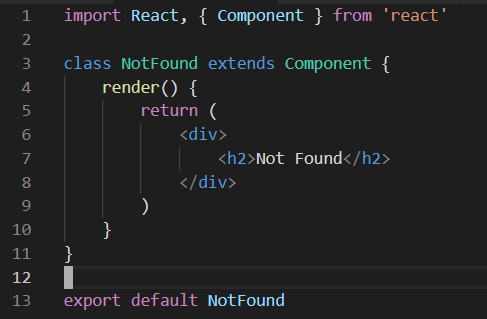 1 import React, { Component } from 'react'
2
3 class NotFound extends Component {
4 render() {
5 return (
6 <div>
7 <h2>Not Found</h2>
8 </div>
9 )
10 }
11 }
12
13 export default NotFound